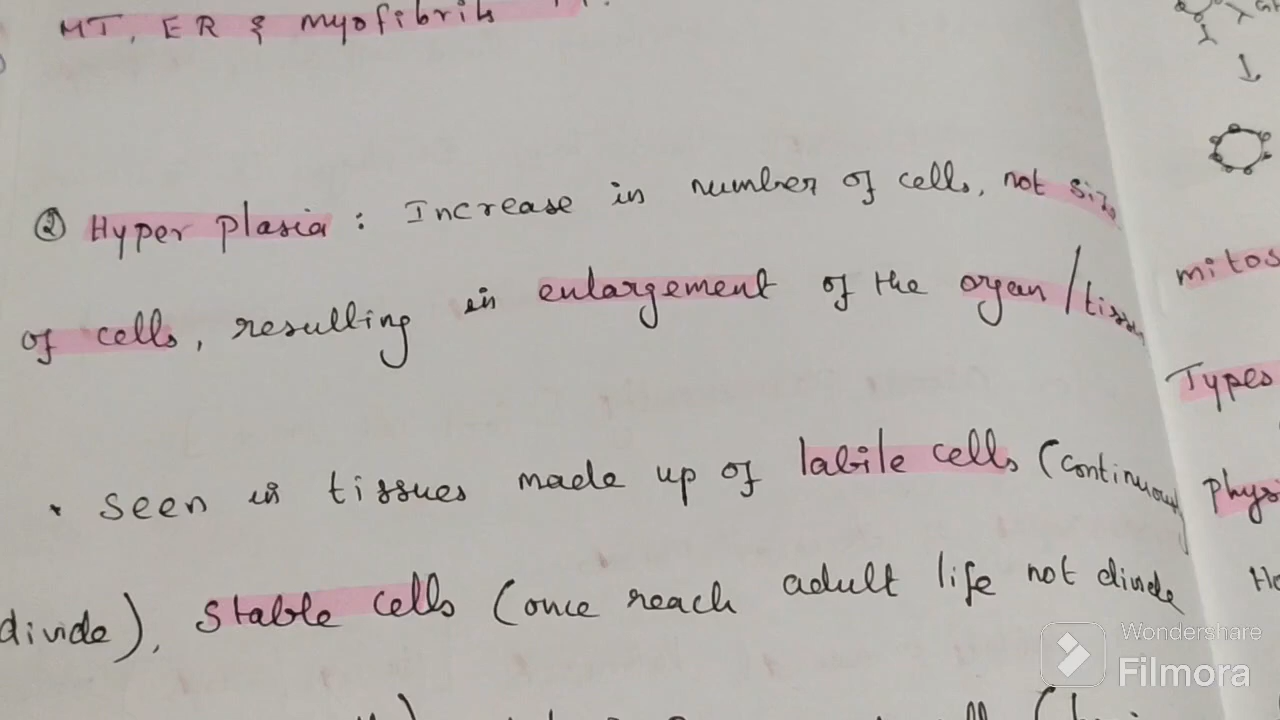 MT, ER & myofibrils
② Hyper plasia : Increase in number of cells, not size
of cells, resulting in enlargement of the organ/tissue
• seen in tissues made up of labile cells (continuously
divide), stable cells (once reach adult life not divide
mitos
Types
phys
Ho
Wondershare
Filmora